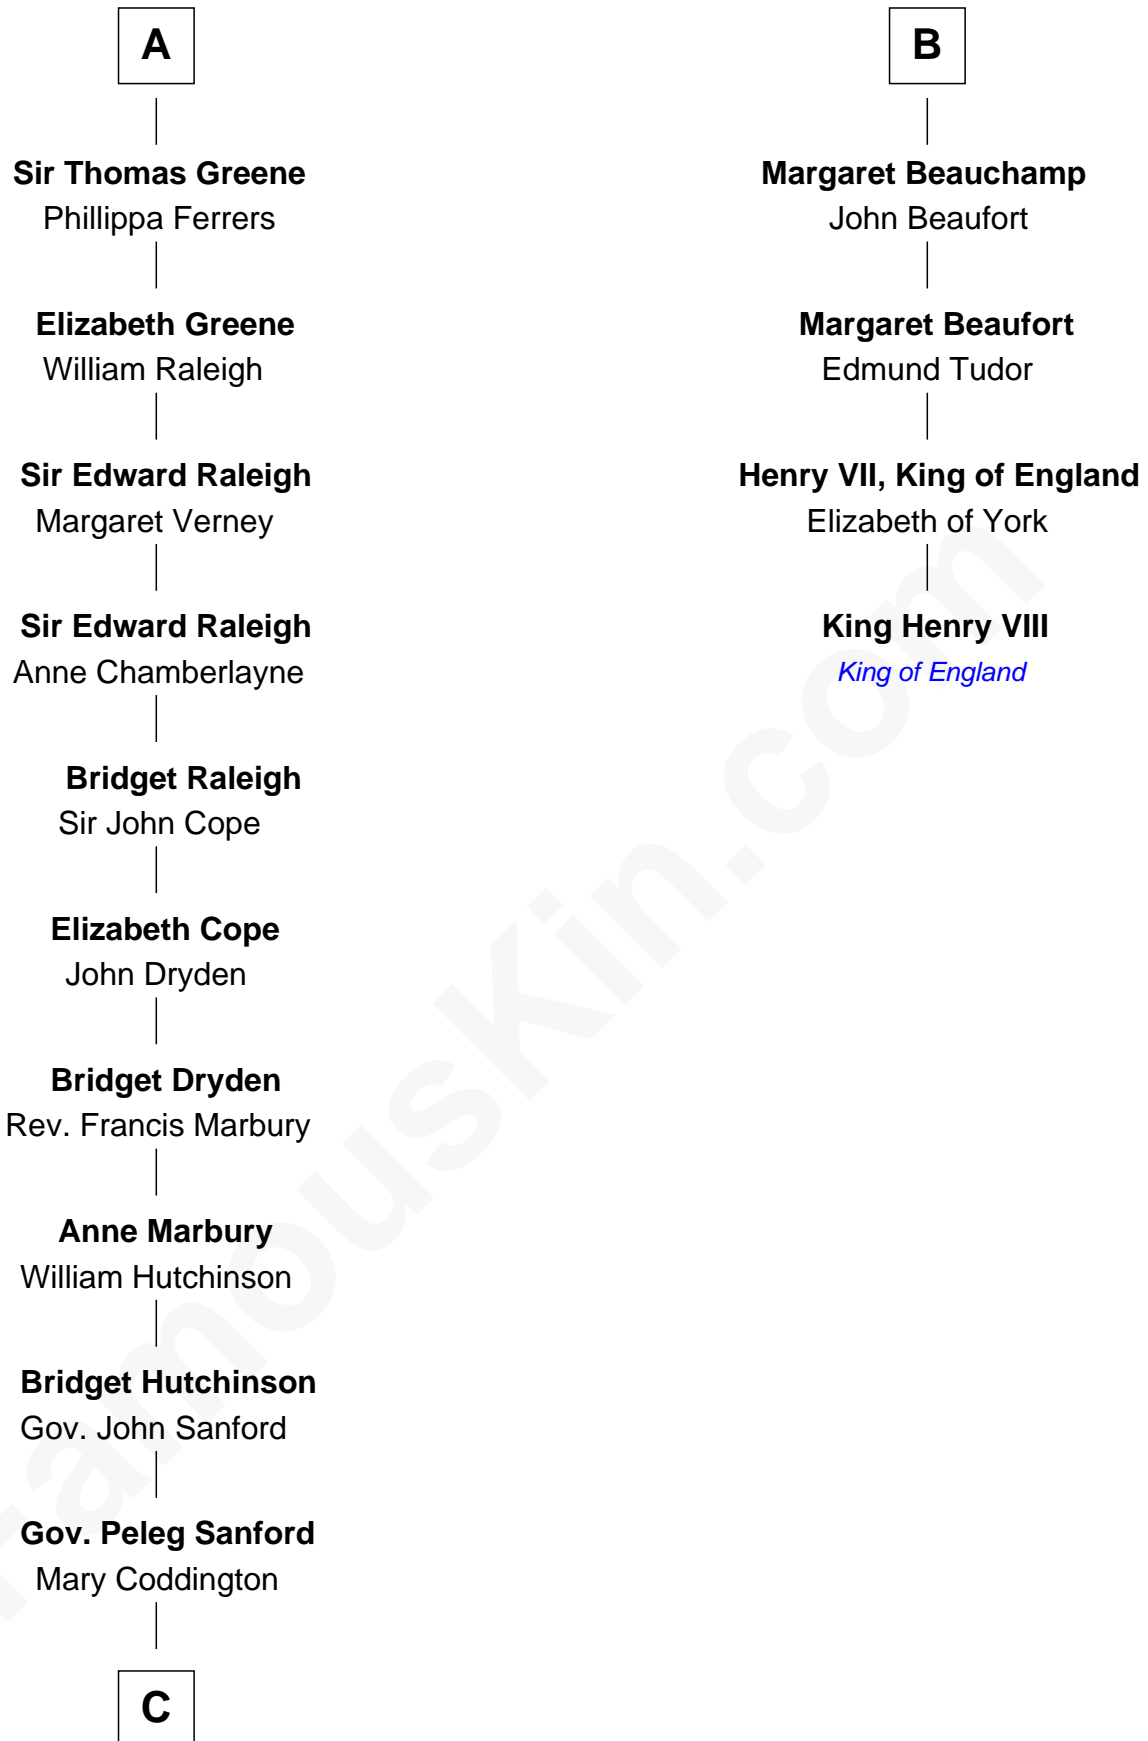 A
Sir Thomas Greene
Phillippa Ferrers
Elizabeth Greene
William Raleigh
Sir Edward Raleigh
Margaret Verney
Sir Edward Raleigh
Anne Chamberlayne
Bridget Raleigh
Sir John Cope
Elizabeth Cope
John Dryden
Bridget Dryden
Rev. Francis Marbury
Anne Marbury
William Hutchinson
Bridget Hutchinson
Gov. John Sanford
Gov. Peleg Sanford
Mary Coddington
C
B
Margaret Beauchamp
John Beaufort
Margaret Beaufort
Edmund Tudor
Henry VII, King of England
Elizabeth of York
King Henry VIII
King of England
FamousKin.com